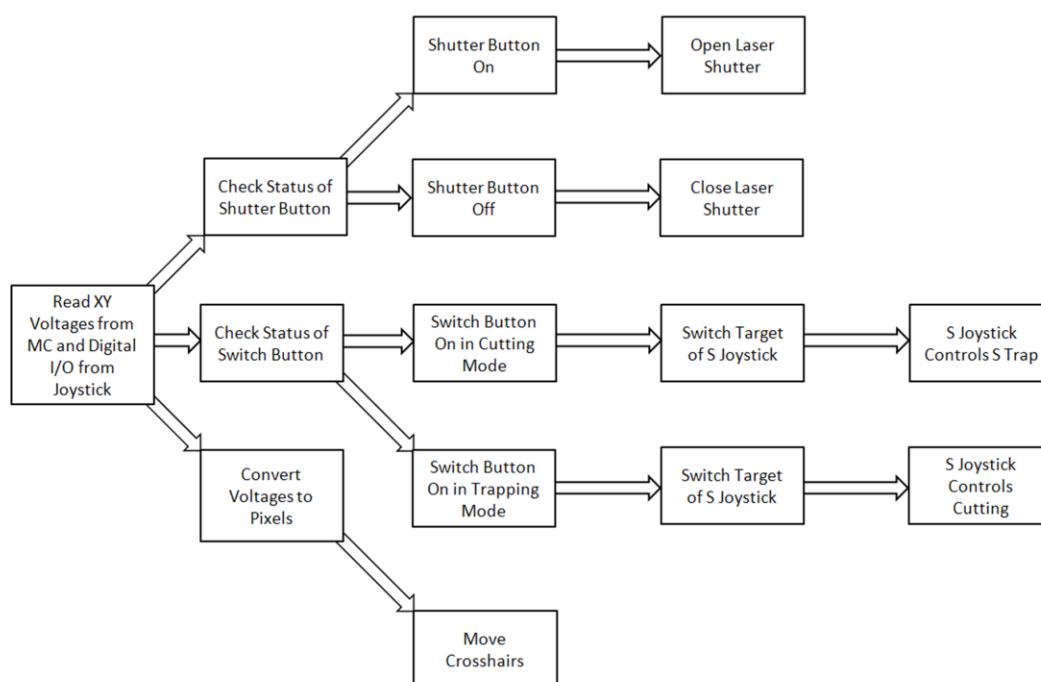 Shutter Button
On
Open Laser
Shutter
Check Status of
Shutter Button
Shutter Button
Off
Close Laser
Shutter
Read XY
Voltages from
MC and Digital
I/O from
Joystick
Check Status of
Switch Button
Switch Button
On in Cutting
Mode
Switch Target
of S Joystick
S Joystick
Controls S Trap
Convert
Voltages to
Pixels
Switch Button
On in Trapping
Mode
Switch Target
of S Joystick
S Joystick
Controls
Cutting
Move
Crosshairs